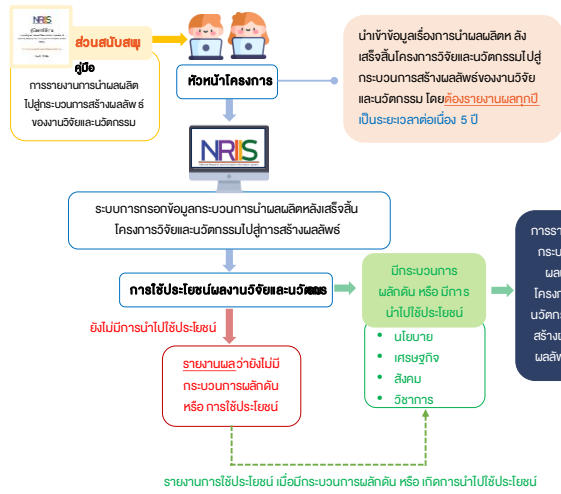 ส่วนสนับสนุ
คู่มือ
การรายงานการนำผลผลิต
ไปสู่กระบวนการสร้างผลลัพธ์
ของงานวิจัยและนวัตกรรม
หัวหน้าโครงการ
นำเข้าข้อมูลเรื่องการนำผลผลิตห ลัง
เสร็จสิ้นโครงการวิจัยและนวัตกรรมไปสู่
กระบวนการสร้างผลลัพธ์ของงานวิจัย
และนวัตกรรม โดยต้องรายงานผลทุกปี
เป็นระยะเวลาต่อเนื่อง 5 ปี
NRIIS
ระบบการกรอกข้อมูลกระบวนการนำผลผลิตหลังเสร็จสิ้น
โครงการวิจัยและนวัตกรรมไปสู่การสร้างผลลัพธ์
การใช้ประโยชน์ผลงานวิจัยและนวัตกรรม
มีกระบวนการ
ผลักดัน หรือ มีการ
นำไปใช้ประโยชน์
• นโยบาย
• เศรษฐกิจ
• สังคม
• วิชาการ
ยังไม่มีการนำไปใช้ประโยชน์
รายงานผลว่ายังไม่มี
กระบวนการผลักดัน
หรือ การใช้ประโยชน์
รายงานการใช้ประโยชน์ เมื่อมีกระบวนการผลักดัน หรือ เกิดการนำไปใช้ประโยชน์